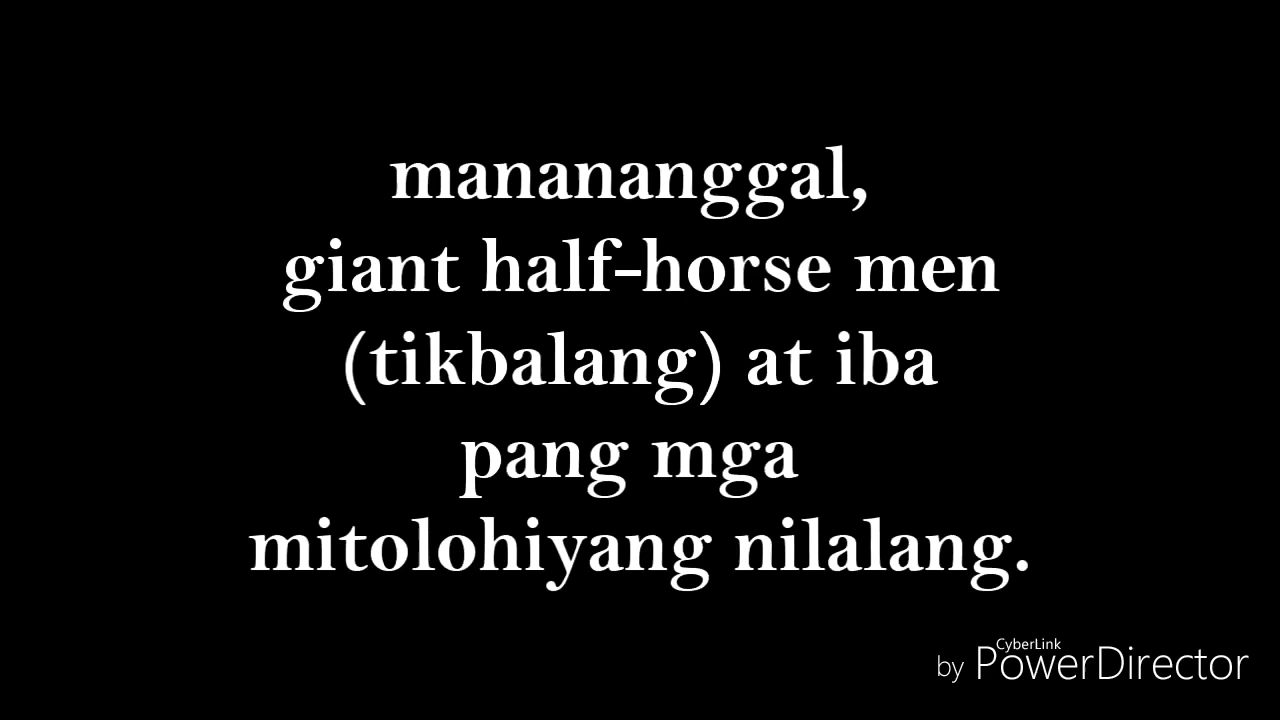 manananggal,
giant half-horse men
(tikbalang) at iba
pang mga
mitolohiyang nilalang.
CyberLink
by PowerDirector